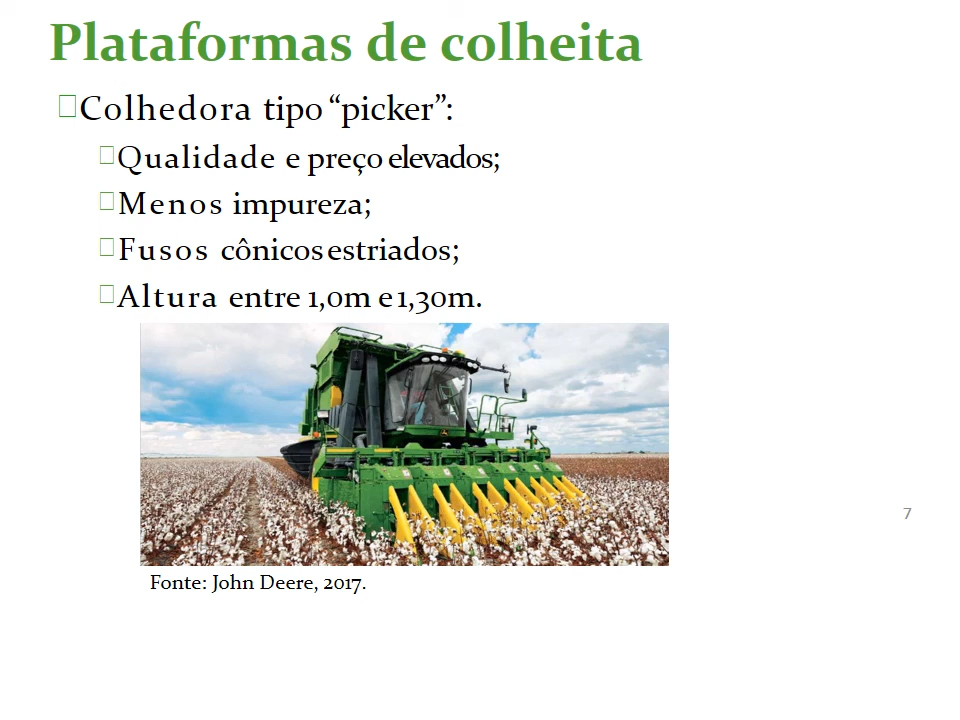 Plataformas de colheita
Colhedora tipo “picker”:
Qualidade e preço elevados;
Menos impureza;
Fusos cônicos estriados;
Altura entre 1,0m e 1,30m.
7
Fonte: John Deere, 2017.